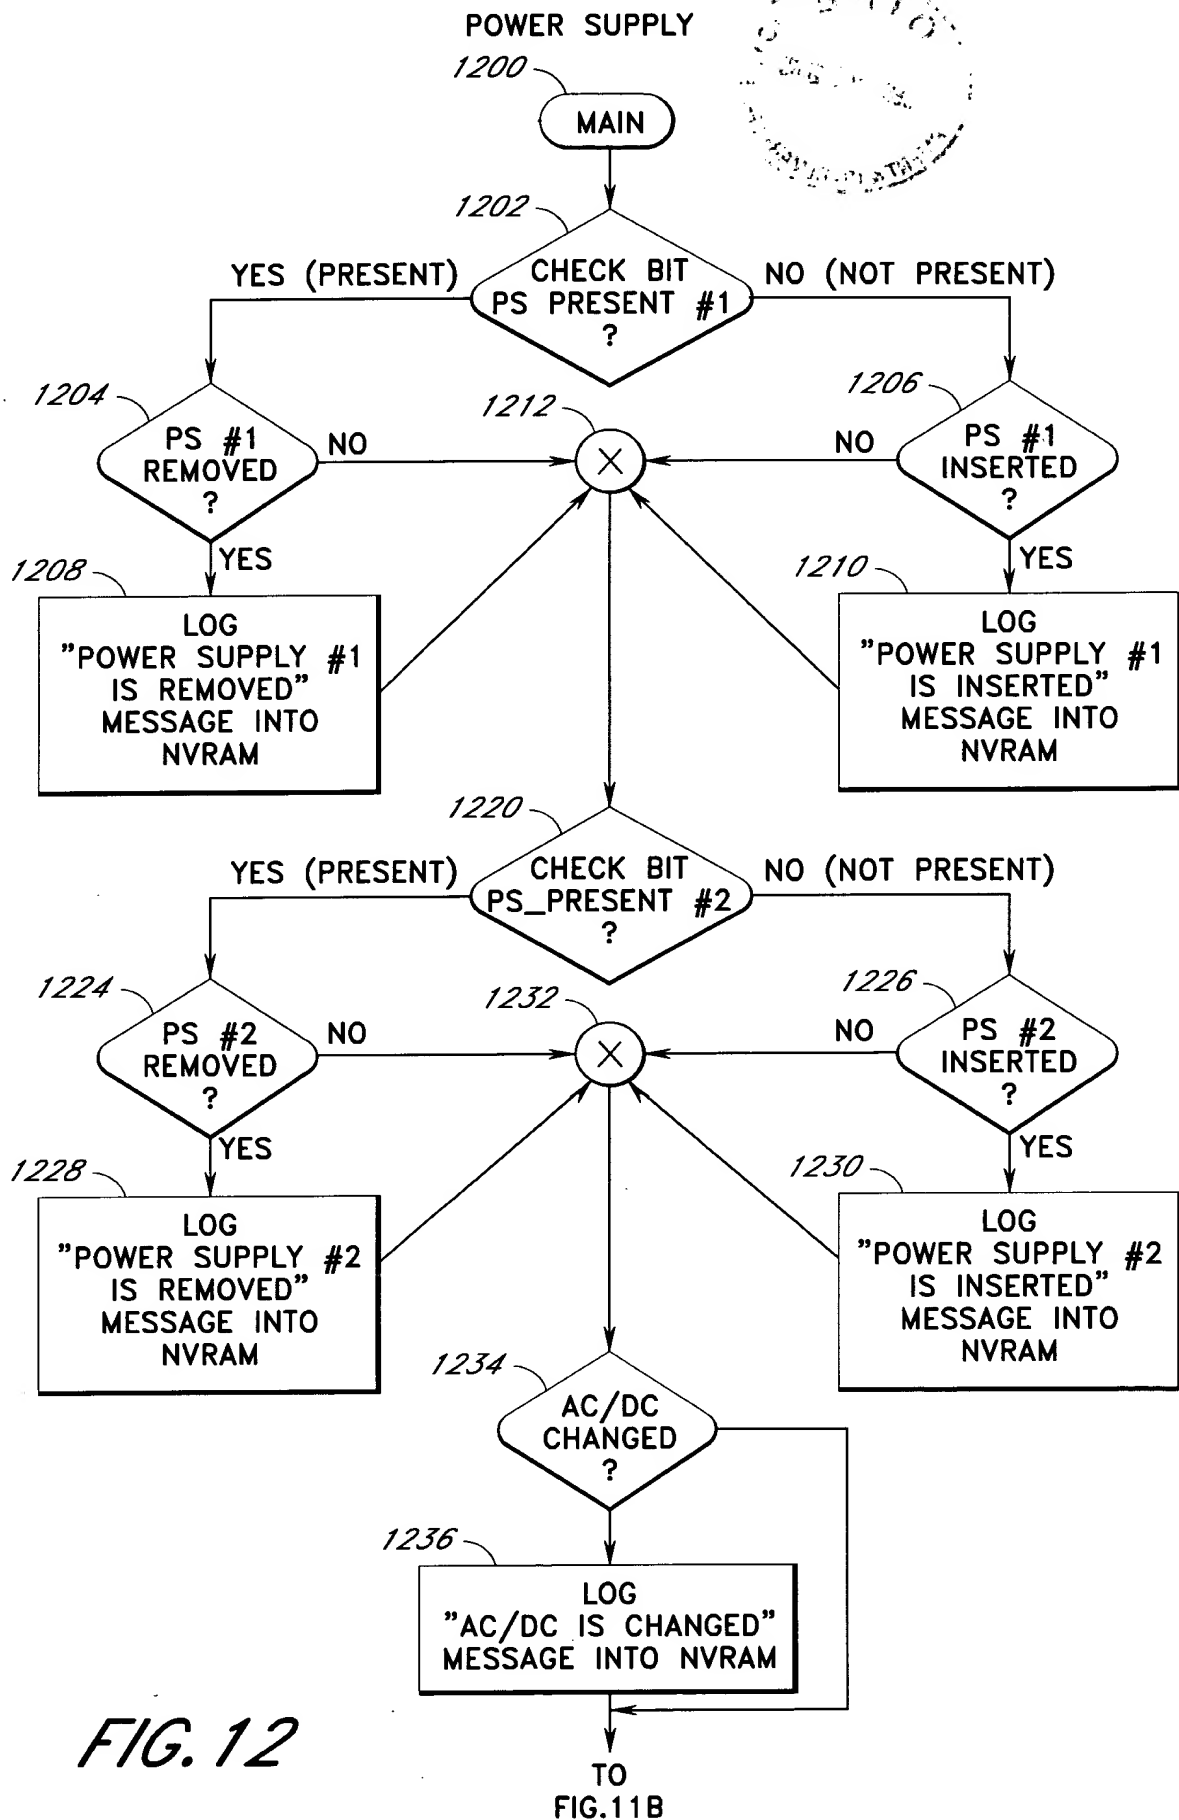 POWER SUPPLY
1200
MAIN
1202
YES (PRESENT)
CHECK BIT
PS PRESENT #1
?
NO (NOT PRESENT)
1204
PS #1
REMOVED
?
NO
1212
X
1206
NO
PS #1
INSERTED
?
YES
YES
1208
LOG
"POWER SUPPLY #1
IS REMOVED"
MESSAGE INTO
NVRAM
1210
LOG
"POWER SUPPLY #1
IS INSERTED"
MESSAGE INTO
NVRAM
1220
YES (PRESENT)
CHECK BIT
PS_PRESENT #2
?
NO (NOT PRESENT)
1224
PS #2
REMOVED
?
NO
1232
X
1226
NO
PS #2
INSERTED
?
YES
YES
1228
LOG
"POWER SUPPLY #2
IS REMOVED"
MESSAGE INTO
NVRAM
1230
LOG
"POWER SUPPLY #2
IS INSERTED"
MESSAGE INTO
NVRAM
1234
AC/DC
CHANGED
?
1236
LOG
"AC/DC IS CHANGED"
MESSAGE INTO NVRAM
FIG. 12
TO
FIG.11B